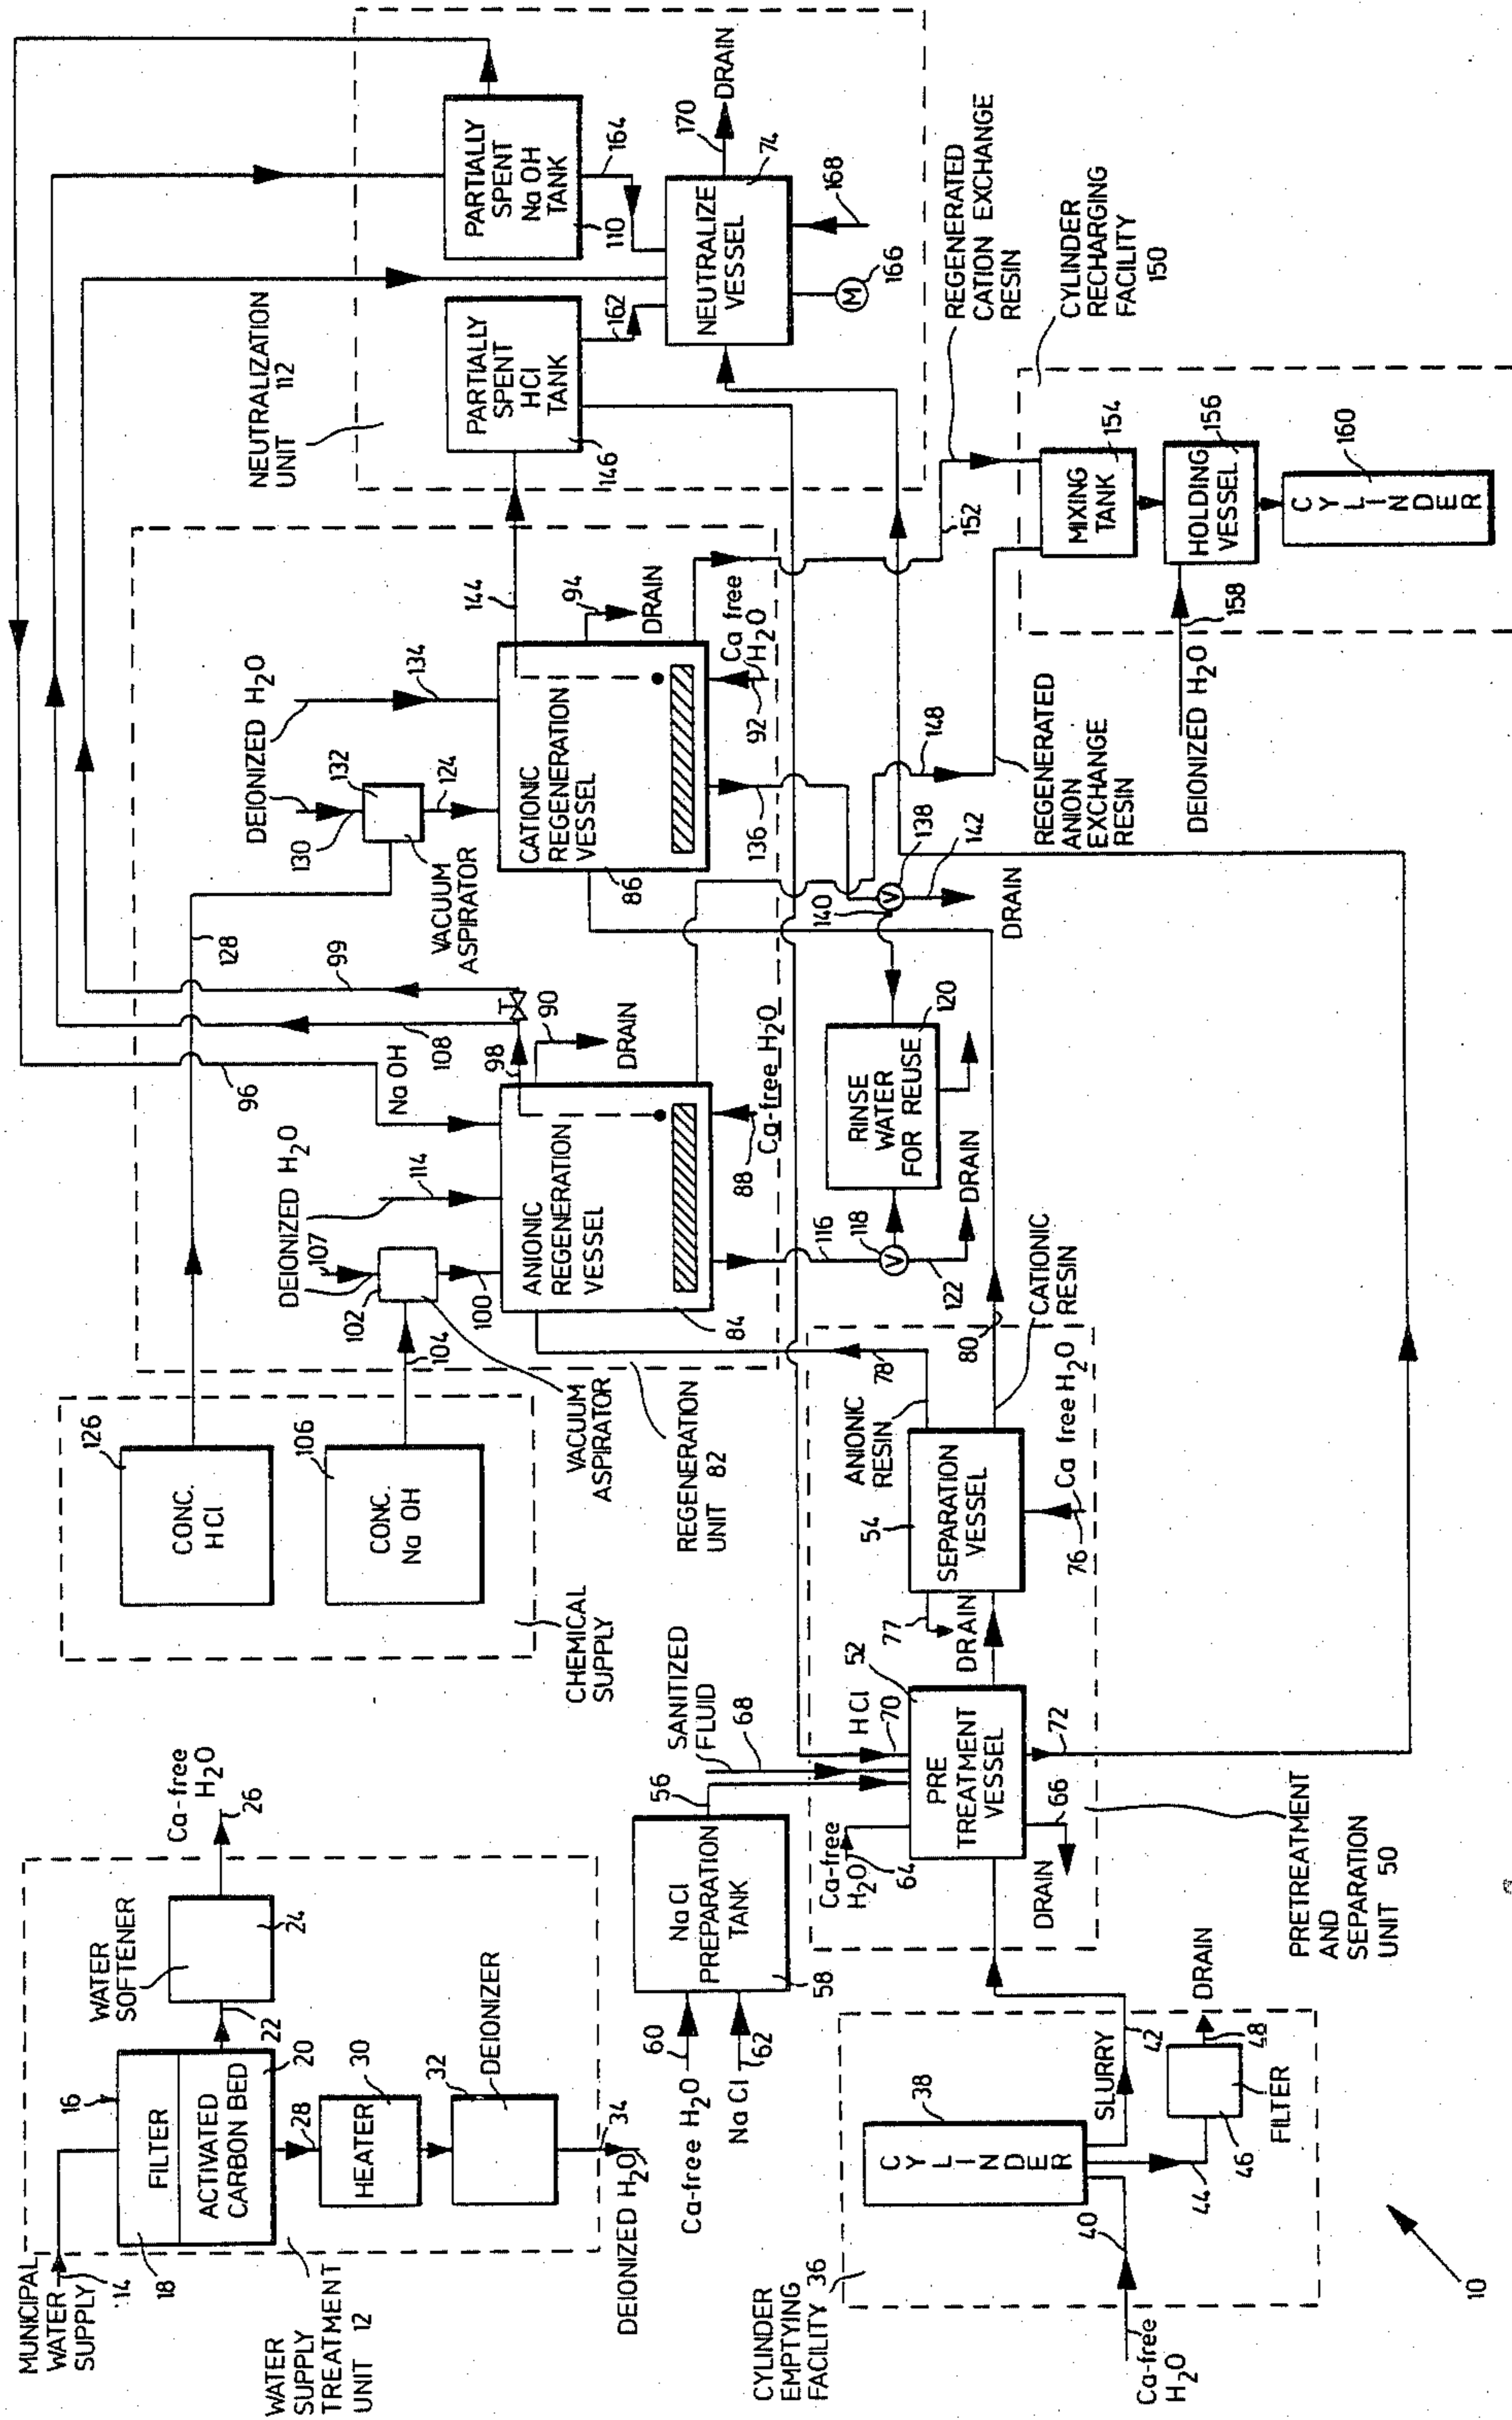 MUNICIPAL
WATER
SUPPLY
14
16
FILTER
18
ACTIVATED
CARBON BED
20
22
WATER
SOFTENER
24
Ca-free
H2O
26
28
HEATER
30
32
DEIONIZER
34
DEIONIZED H2O
WATER
SUPPLY
TREATMENT
UNIT 12
126
CONC.
HCl
106
CONC.
Na OH
CHEMICAL
SUPPLY
128
96
Na OH
DEIONIZED H2O
107
114
102
104
100
VACUUM
ASPIRATOR
ANIONIC
REGENERATION
VESSEL
84
98
108
99
90
DRAIN
Ca-free H2O
88
REGENERATION
UNIT 82
DEIONIZED H2O
130
132
124
134
VACUUM
ASPIRATOR
CATIONIC
REGENERATION
VESSEL
86
144
94
DRAIN
Ca free
H2O
92
136
NEUTRALIZATION
UNIT 112
PARTIALLY
SPENT
HCl
TANK
146
162
PARTIALLY
SPENT
Na OH
TANK
110
164
NEUTRALIZE
VESSEL
74
170
DRAIN
168
M
166
REGENERATED
CATION EXCHANGE
RESIN
152
CYLINDER
RECHARGING
FACILITY
150
MIXING
TANK
154
HOLDING
VESSEL
156
158
DEIONIZED H2O
CYLINDER
160
148
REGENERATED
ANION
EXCHANGE
RESIN
V
138
140
142
DRAIN
RINSE
WATER
FOR REUSE
120
116
V
118
122
DRAIN
CATIONIC
RESIN
80
78
ANIONIC
RESIN
54
SEPARATION
VESSEL
Ca free H2O
76
77
DRAIN
52
PRE
TREATMENT
VESSEL
HCl
70
SANITIZED
FLUID
68
56
NaCl
PREPARATION
TANK
58
60
Ca-free H2O
NaCl
62
Ca-free
H2O
64
66
DRAIN
72
PRETREATMENT
AND
SEPARATION
UNIT 50
CYLINDER
EMPTYING
FACILITY 36
CYLINDER
38
SLURRY
42
40
Ca-free
H2O
44
46
FILTER
48
DRAIN
10